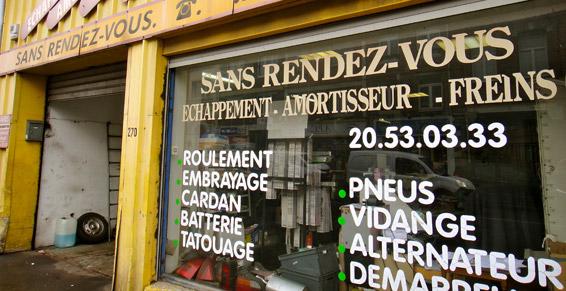 SANS RENDEZ-VOUS.
270
SANS RENDEZ-VOUS
ECHAPPEMENT - AMORTISSEUR - FREINS
20.53.03.33
• ROULEMENT
• EMBRAYAGE
• CARDAN
• BATTERIE
• TATOUAGE
• PNEUS
• VIDANGE
• ALTERNATEUR